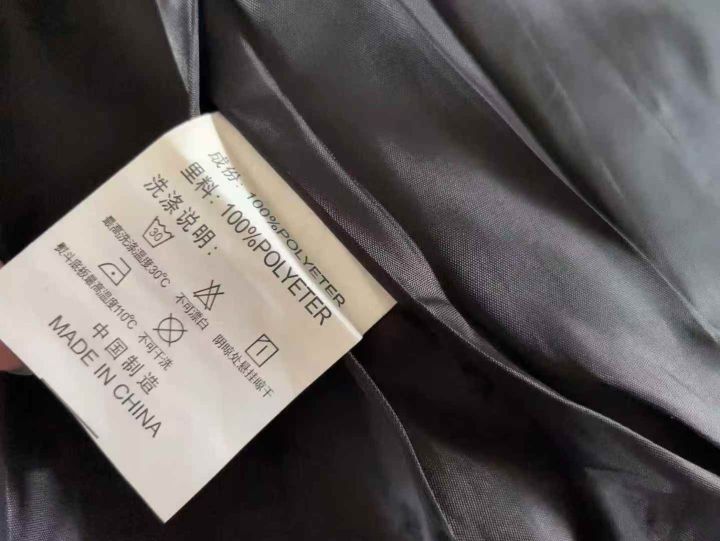 成份: 100%POLYETER
里料: 100%POLYETER
洗涤说明:
30
最高洗涤温度30℃ 不可漂白 阴晾处悬挂晾干
熨斗底板最高温度110℃ 不可干洗
中国制造
MADE IN CHINA